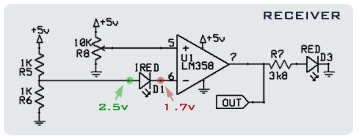 RECEIVER
+5v
+5v
+5v
10K
R8
5
U1
LM358
7
6
1K
R5
1K
R6
IRED
D1
2.5v
1.7v
R7
3k8
RED
D3
OUT